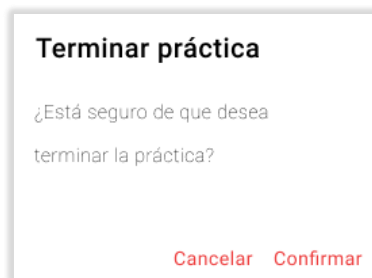 Terminar práctica
¿Está seguro de que desea
terminar la práctica?
Cancelar Confirmar